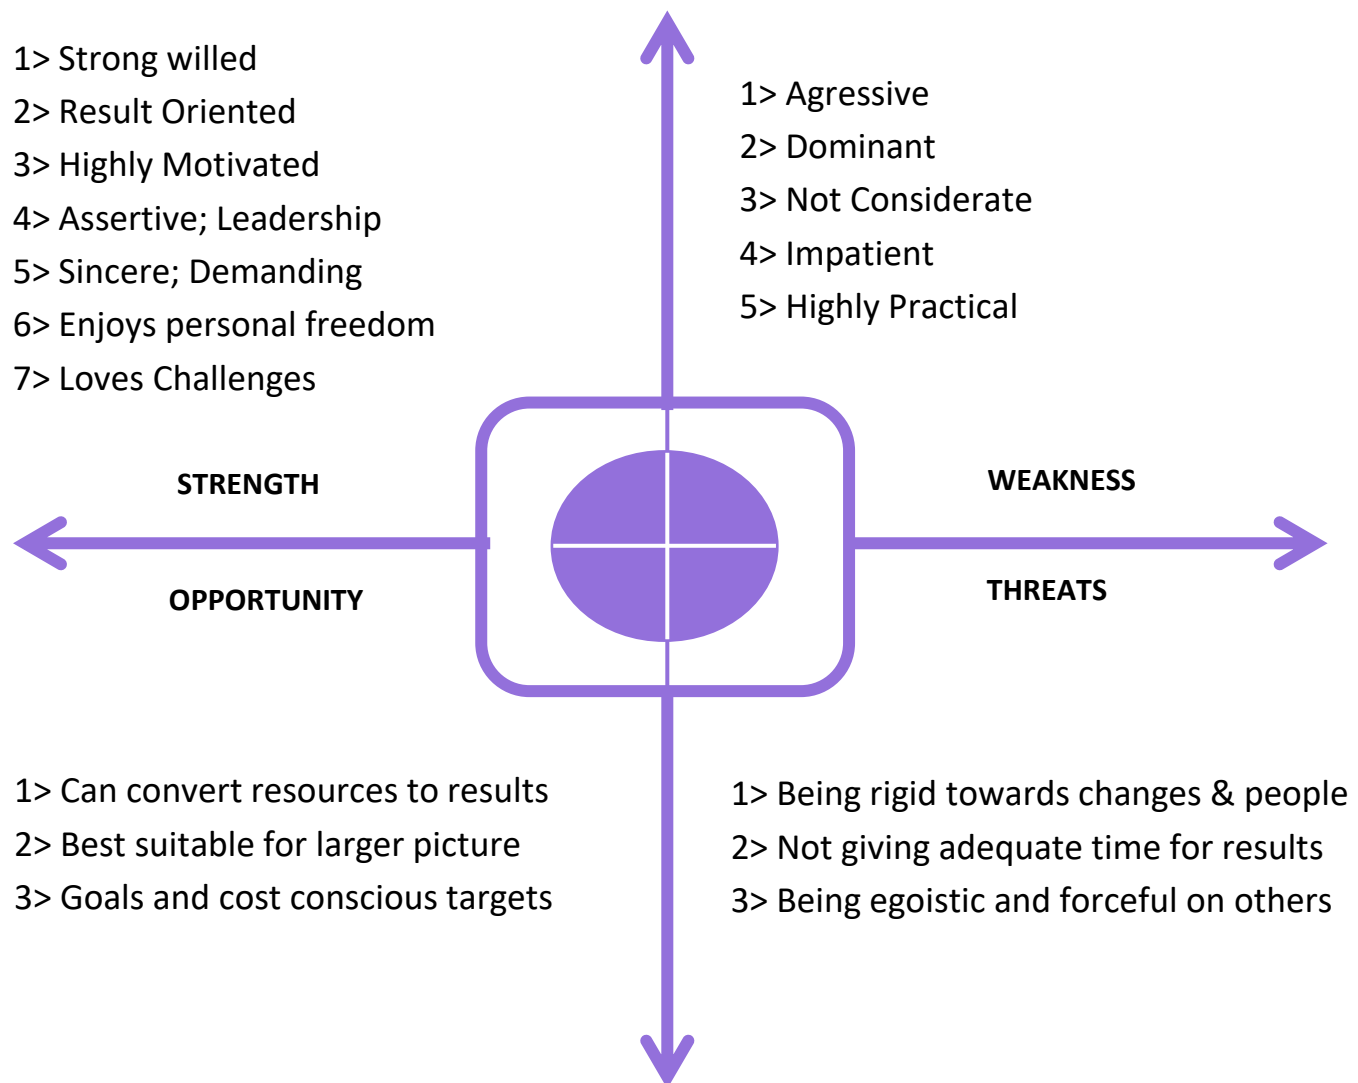 1> Strong willed
2> Result Oriented
3> Highly Motivated
4> Assertive; Leadership
5> Sincere; Demanding
6> Enjoys personal freedom
7> Loves Challenges
STRENGTH
1> Agressive
2> Dominant
3> Not Considerate
4> Impatient
5> Highly Practical
WEAKNESS
OPPORTUNITY
1> Can convert resources to results
2> Best suitable for larger picture
3> Goals and cost conscious targets
THREATS
1> Being rigid towards changes & people
2> Not giving adequate time for results
3> Being egoistic and forceful on others